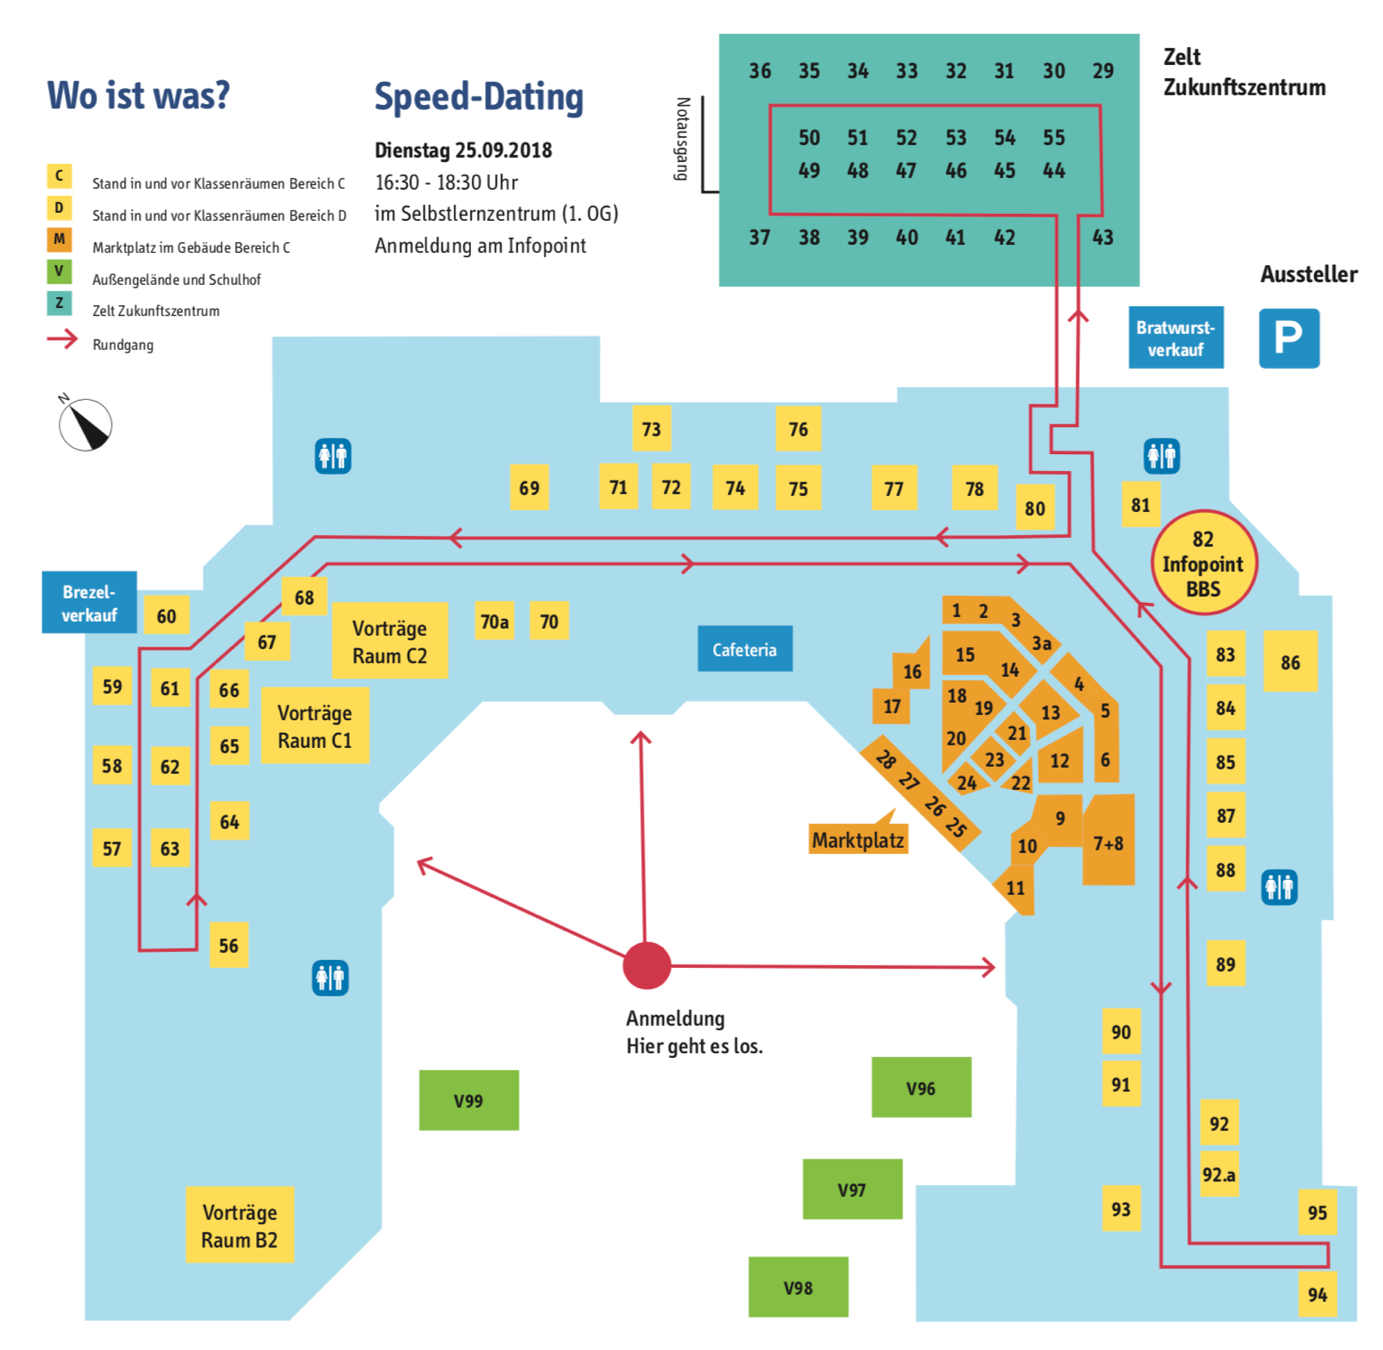 Wo ist was?
C Stand in und vor Klassenräumen Bereich C
D Stand in und vor Klassenräumen Bereich D
M Marktplatz im Gebäude Bereich C
V Außengelände und Schulhof
Z Zelt Zukunftszentrum
Rundgang
N
Speed-Dating
Dienstag 25.09.2018
16:30 - 18:30 Uhr
im Selbstlernzentrum (1. OG)
Anmeldung am Infopoint
Notausgang
36 35 34 33 32 31 30 29
50 51 52 53 54 55
49 48 47 46 45 44
37 38 39 40 41 42 43
Zelt
Zukunftszentrum
Aussteller
P
Bratwurst-
verkauf
73 76
69 71 72 74 75 77 78 80 81
82
Infopoint
BBS
Brezel-
verkauf
60
68
67
59 61 66
65
58 62
64
57 63
56
Vorträge
Raum C2
Vorträge
Raum C1
70a 70
Cafeteria
1 2 3 3a
15 14 4
16
17 18 19 13 5
20 21
23 12 6
24 22
28 27 26 25
9
10 7+8
11
Marktplatz
83 86
84
85
87
88
89
90
91
92
92.a
93
95
94
Anmeldung
Hier geht es los.
V99
V96
V97
V98
Vorträge
Raum B2